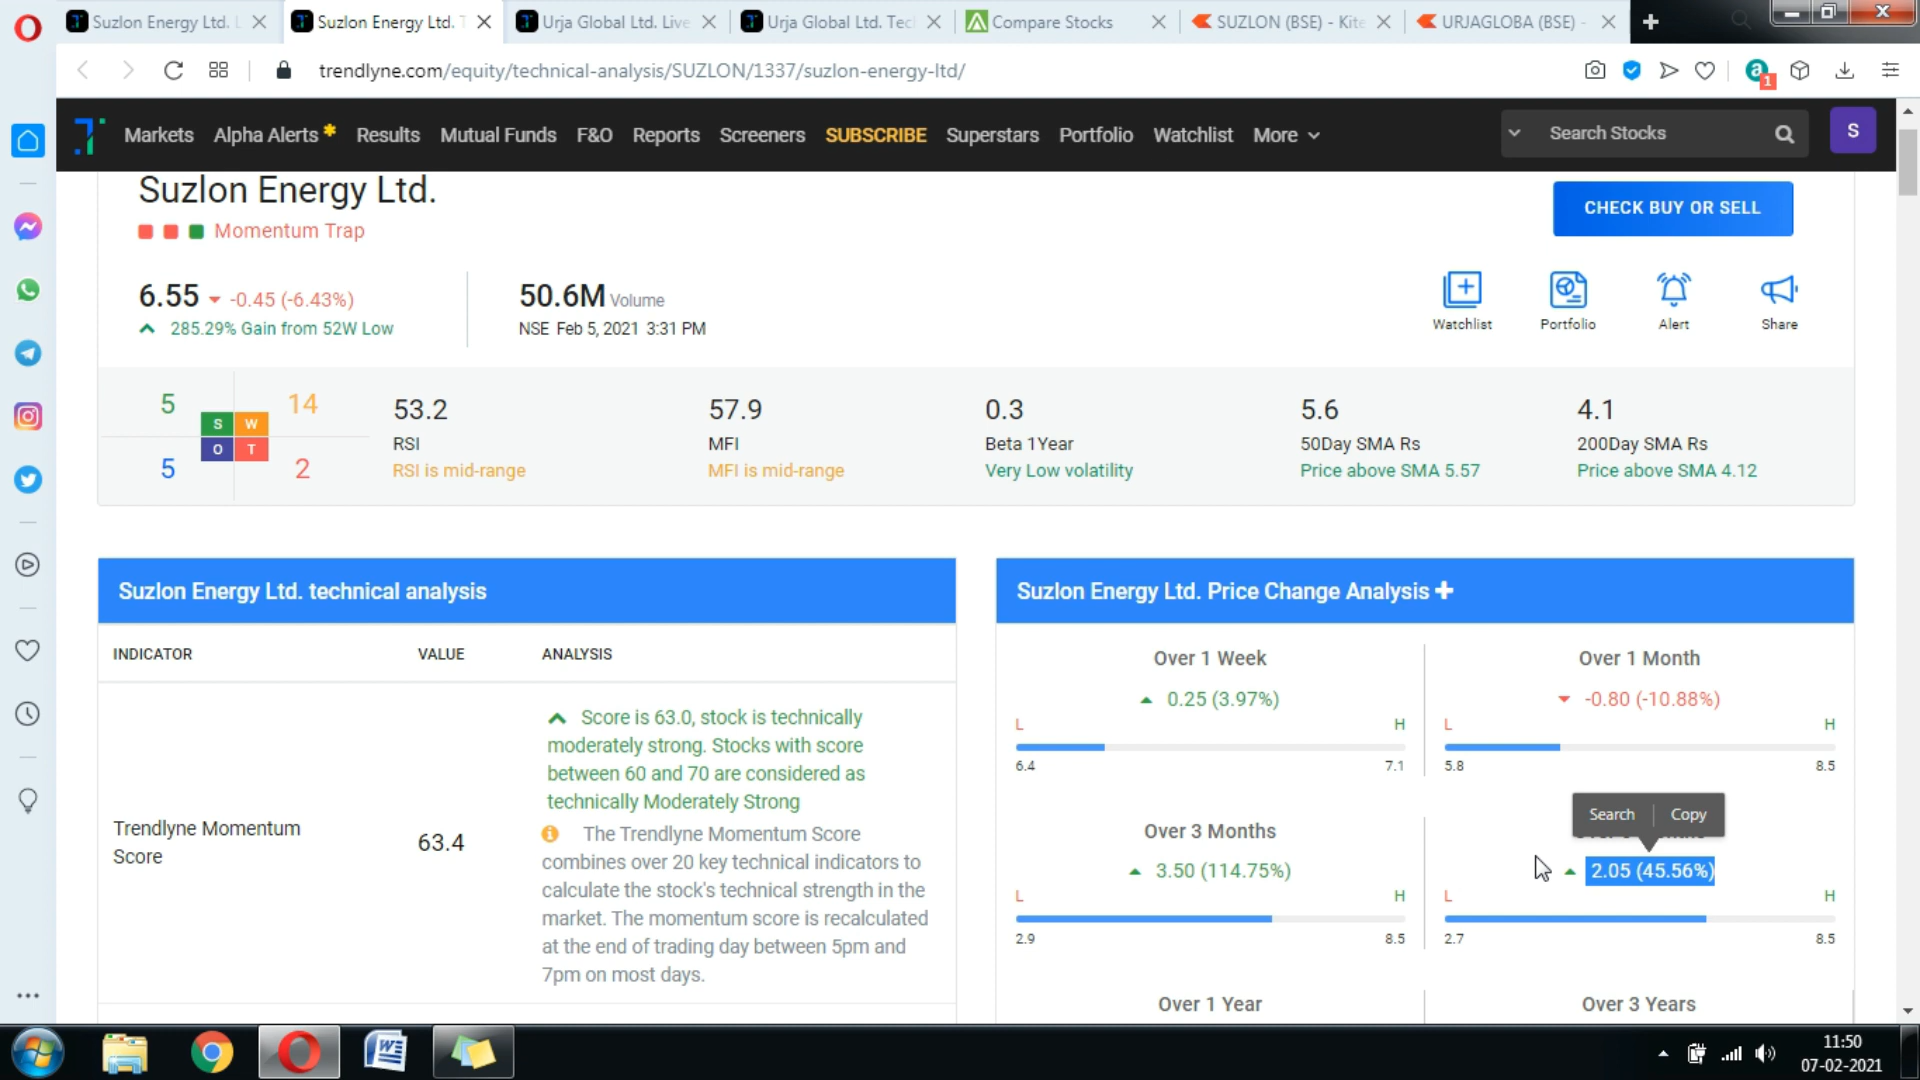 Suzlon Energy Ltd. L
Suzlon Energy Ltd. T
Urja Global Ltd. Live
Urja Global Ltd. Tec
Compare Stocks
SUZLON (BSE) - Kite
URJAGLOBA (BSE) -
trendlyne.com/equity/technical-analysis/SUZLON/1337/suzlon-energy-ltd/
a
1
Markets Alpha Alerts Results Mutual Funds F&O Reports Screeners SUBSCRIBE Superstars Portfolio Watchlist More
Search Stocks
S
Suzlon Energy Ltd.
Momentum Trap
CHECK BUY OR SELL
6.55 -0.45 (-6.43%)
285.29% Gain from 52W Low
50.6M Volume
NSE Feb 5, 2021 3:31 PM
Watchlist Portfolio Alert Share
5 14
S W
O T
5 2
53.2
RSI
RSI is mid-range
57.9
MFI
MFI is mid-range
0.3
Beta 1Year
Very Low volatility
5.6
50Day SMA Rs
Price above SMA 5.57
4.1
200Day SMA Rs
Price above SMA 4.12
Suzlon Energy Ltd. technical analysis
INDICATOR VALUE ANALYSIS
Trendlyne Momentum
Score
63.4
Score is 63.0, stock is technically
moderately strong. Stocks with score
between 60 and 70 are considered as
technically Moderately Strong
The Trendlyne Momentum Score
combines over 20 key technical indicators to
calculate the stock's technical strength in the
market. The momentum score is recalculated
at the end of trading day between 5pm and
7pm on most days.
Suzlon Energy Ltd. Price Change Analysis
Over 1 Week
0.25 (3.97%)
L H
6.4 7.1
Over 1 Month
-0.80 (-10.88%)
L H
5.8 8.5
Over 3 Months
3.50 (114.75%)
L H
2.9 8.5
Search Copy
2.05 (45.56%)
L H
2.7 8.5
Over 1 Year
Over 3 Years
11:50
07-02-2021